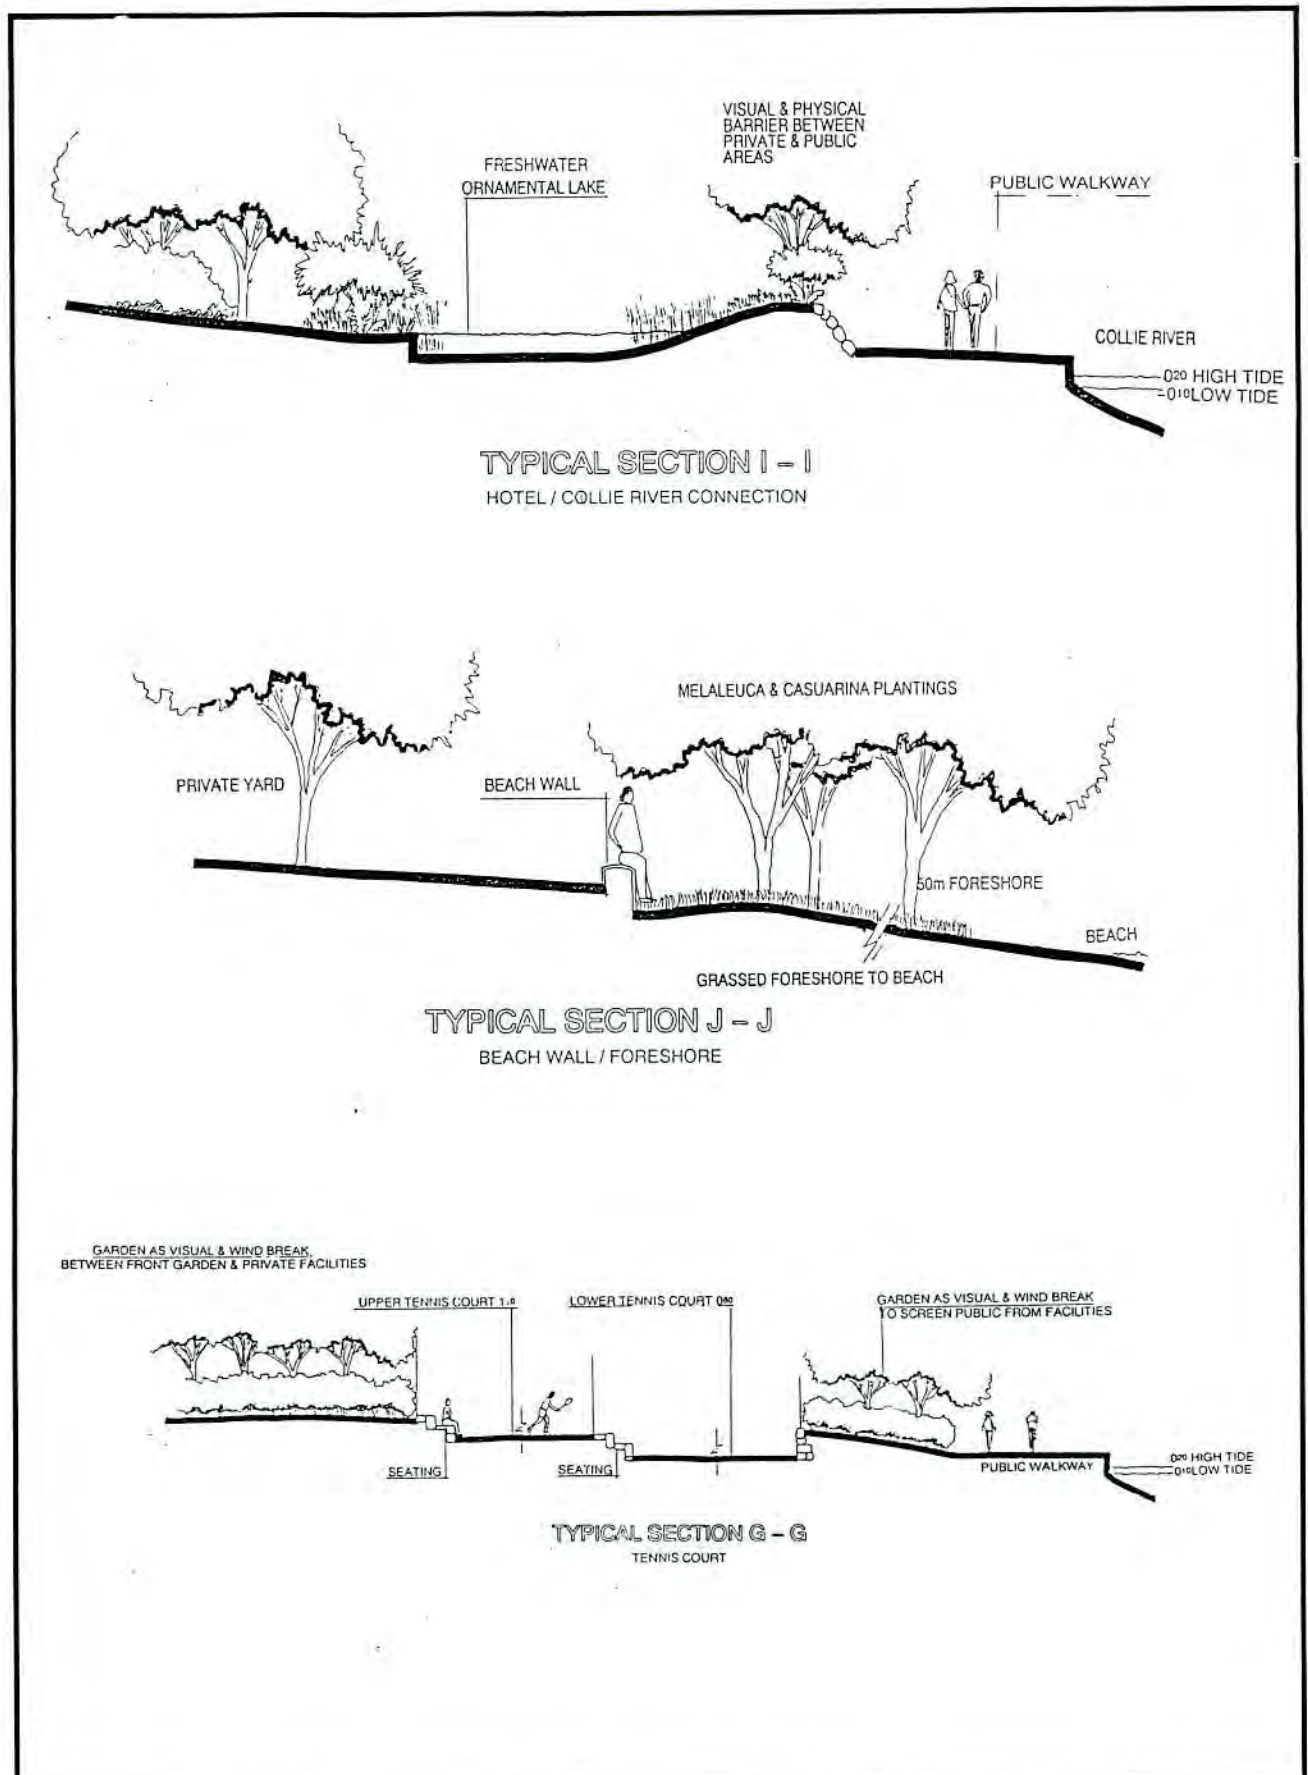 VISUAL & PHYSICAL
BARRIER BETWEEN
PRIVATE & PUBLIC
AREAS
FRESHWATER
ORNAMENTAL LAKE
PUBLIC WALKWAY
COLLIE RIVER
020 HIGH TIDE
-010 LOW TIDE
TYPICAL SECTION I - I
HOTEL / COLLIE RIVER CONNECTION
MELALEUCA & CASUARINA PLANTINGS
PRIVATE YARD
BEACH WALL
50m FORESHORE
BEACH
GRASSED FORESHORE TO BEACH
TYPICAL SECTION J - J
BEACH WALL / FORESHORE
GARDEN AS VISUAL & WIND BREAK
BETWEEN FRONT GARDEN & PRIVATE FACILITIES
UPPER TENNIS COURT
LOWER TENNIS COURT
GARDEN AS VISUAL & WIND BREAK
TO SCREEN PUBLIC FROM FACILITIES
SEATING
SEATING
PUBLIC WALKWAY
020 HIGH TIDE
-010 LOW TIDE
TYPICAL SECTION G - G
TENNIS COURT